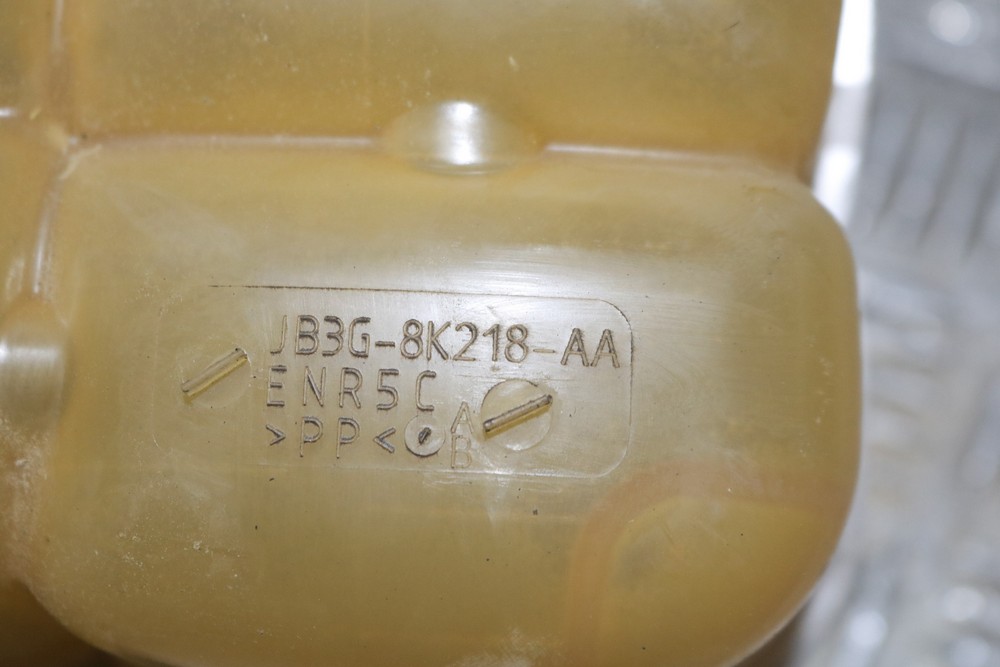 JB3G-8K218-AA
ENR5C
>PP< A
B